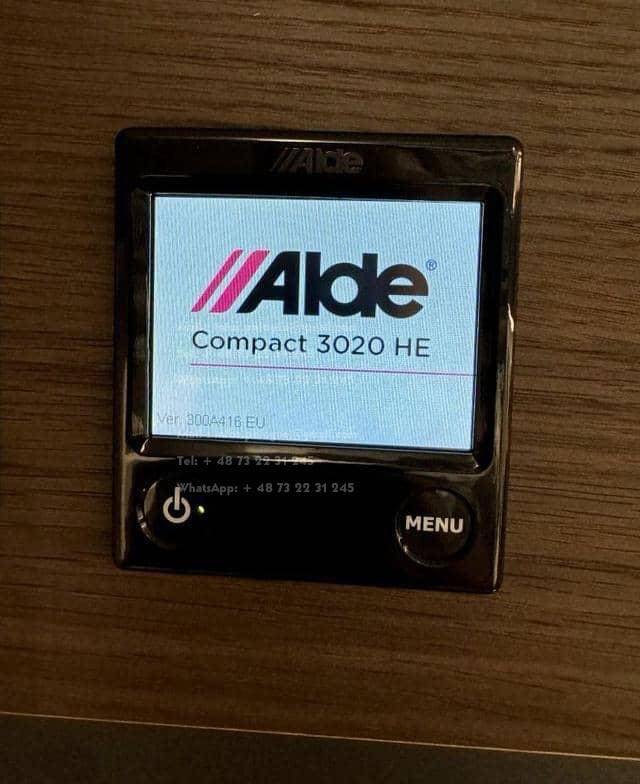 Alde
Alde®
Compact 3020 HE
Ver. 300A416 EU
Tel: + 48 73 22 31 245
WhatsApp: + 48 73 22 31 245
MENU